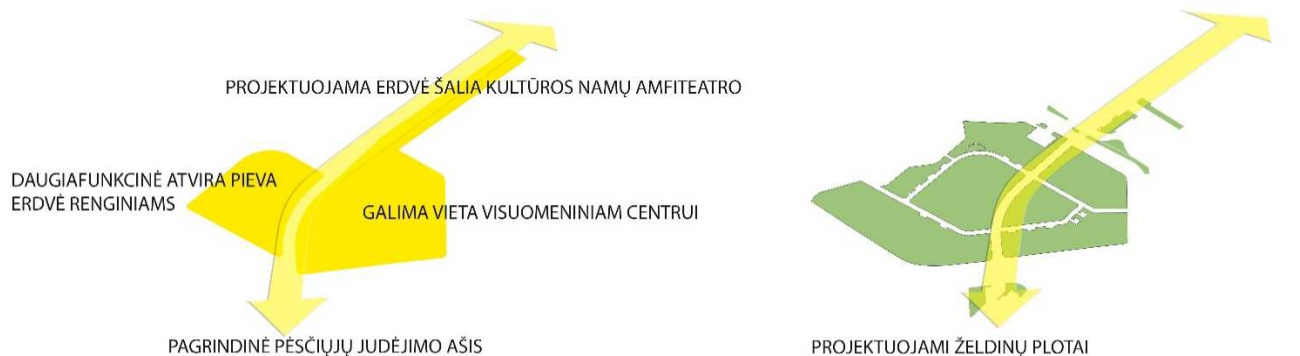 PROJEKTUOJAMA ERDVĖ ŠALIA KULTŪROS NAMŲ AMFITEATRO
DAUGIAFUNKCINĖ ATVIRA PIEVA
ERDVĖ RENGINIAMS
GALIMA VIETA VISUOMENINIAM CENTRUI
PAGRINDINĖ PĖSČIŲJŲ JUDĖJIMO AŠIS
PROJEKTUOJAMI ŽELDINŲ PLOTAI